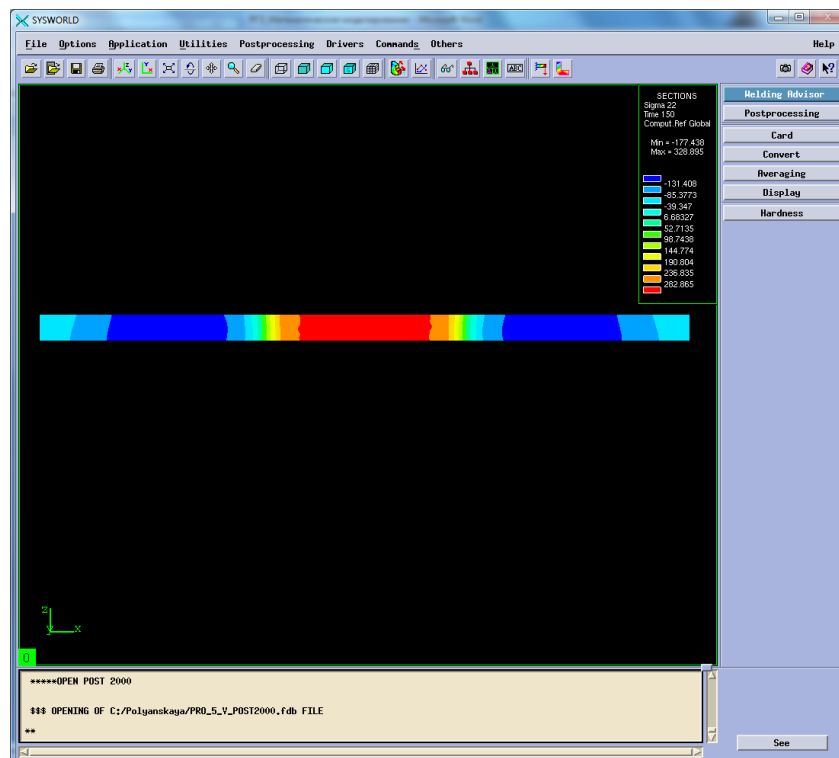 SYSWORLD
File Options Application Utilities Postprocessing Drivers Commands Others Help
ABC
SECTIONS
Sigma 22
Time 150
Comput.Ref Global
Min = -177.438
Max = 328.895
-131.408
-85.3773
-39.347
6.68327
52.7135
98.7438
144.774
190.804
236.835
282.865
Welding Advisor
Postprocessing
Card
Convert
Averaging
Display
Hardness
Z
Y X
0
*****OPEN POST 2000
$$$ OPENING OF C:/Polyanskaya/PRO_5_V_POST2000.fdb FILE
**
See